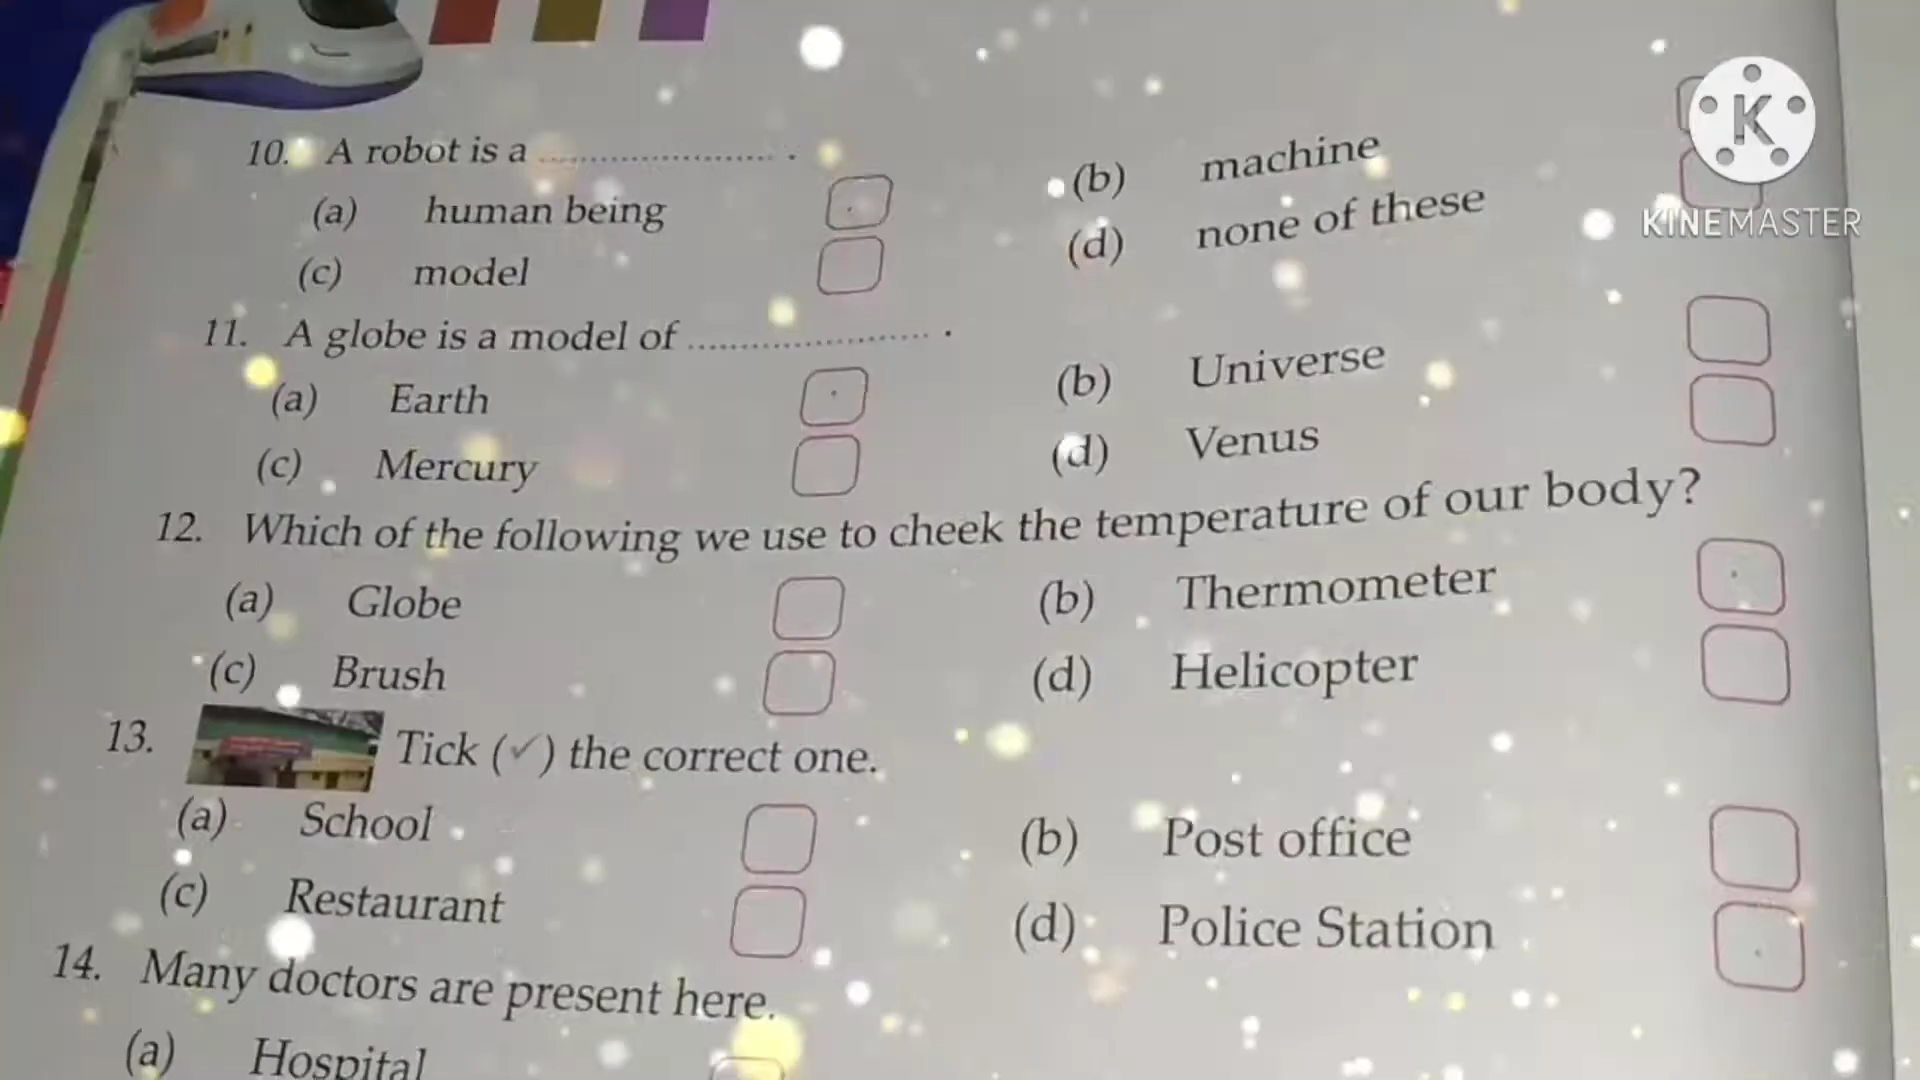 10. A robot is a ........................ .
(a) human being
(b) machine
(c) model
(d) none of these
11. A globe is a model of ........................ .
(a) Earth
(b) Universe
(c) Mercury
(d) Venus
12. Which of the following we use to cheek the temperature of our body?
(a) Globe
(b) Thermometer
(c) Brush
(d) Helicopter
13. Tick (✓) the correct one.
(a) School
(b) Post office
(c) Restaurant
(d) Police Station
14. Many doctors are present here.
(a) Hospital
K
KINEMASTER